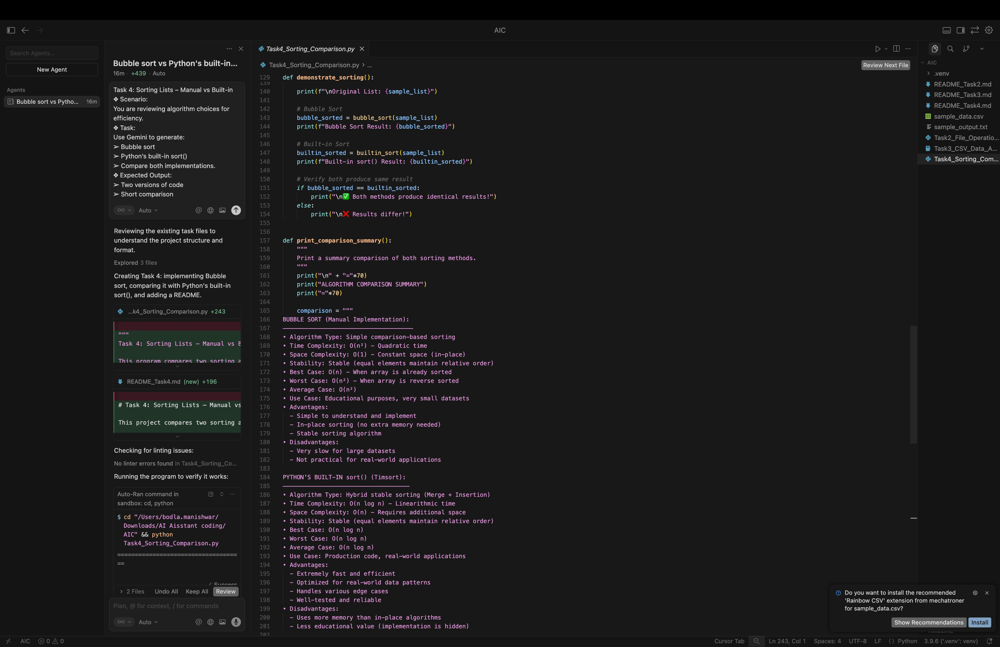 AIC
Search Agents...
New Agent
Agents
Bubble sort vs Pytho... 16m
Bubble sort vs Python's built-in...
16m · +439 · Auto
Task 4: Sorting Lists – Manual vs Built-in
❖ Scenario:
You are reviewing algorithm choices for
efficiency.
❖ Task:
Use Gemini to generate:
➢ Bubble sort
➢ Python’s built-in sort()
➢ Compare both implementations.
❖ Expected Output:
➢ Two versions of code
➢ Short comparison
Auto
Reviewing the existing task files to
understand the project structure and
format.
Explored 3 files
Creating Task 4: implementing Bubble
sort, comparing it with Python's built-in
sort(), and adding a README.
...k4_Sorting_Comparison.py +243
"""
Task 4: Sorting Lists – Manual vs B
This program compares two sorting a
README_Task4.md (new) +196
# Task 4: Sorting Lists – Manual vs
This project compares two sorting a
Checking for linting issues:
No linter errors found in Task4_Sorting_Co...
Running the program to verify it works:
Auto-Ran command in
sandbox: cd, python
$ cd "/Users/bodla.manishwar/
Downloads/AI Aisstant coding/
AIC" && python
Task4_Sorting_Comparison.py
==================================
==
✓ Success
2 Files Undo All Keep All Review
Plan, @ for context, / for commands
Auto
Task4_Sorting_Comparison.py
Task4_Sorting_Comparison.py > ...
Review Next File
129 def demonstrate_sorting():
139
140 print(f"\nOriginal List: {sample_list}")
141
142 # Bubble Sort
143 bubble_sorted = bubble_sort(sample_list)
144 print(f"Bubble Sort Result: {bubble_sorted}")
145
146 # Built-in Sort
147 builtin_sorted = builtin_sort(sample_list)
148 print(f"Built-in sort() Result: {builtin_sorted}")
149
150 # Verify both produce same result
151 if bubble_sorted == builtin_sorted:
152 print("\n✅ Both methods produce identical results!")
153 else:
154 print("\n❌ Results differ!")
155
156
157 def print_comparison_summary():
158 """
159 Print a summary comparison of both sorting methods.
160 """
161 print("\n" + "="*70)
162 print("ALGORITHM COMPARISON SUMMARY")
163 print("="*70)
164
165 comparison = """
166 BUBBLE SORT (Manual Implementation):
167 ─────────────────────────────────────
168 • Algorithm Type: Simple comparison-based sorting
169 • Time Complexity: O(n²) - Quadratic time
170 • Space Complexity: O(1) - Constant space (in-place)
171 • Stability: Stable (equal elements maintain relative order)
172 • Best Case: O(n) - When array is already sorted
173 • Worst Case: O(n²) - When array is reverse sorted
174 • Average Case: O(n²)
175 • Use Case: Educational purposes, very small datasets
176 • Advantages:
177 - Simple to understand and implement
178 - In-place sorting (no extra memory needed)
179 - Stable sorting algorithm
180 • Disadvantages:
181 - Very slow for large datasets
182 - Not practical for real-world applications
183
184 PYTHON'S BUILT-IN sort() (Timsort):
185 ────────────────────────────────────
186 • Algorithm Type: Hybrid stable sorting (Merge + Insertion)
187 • Time Complexity: O(n log n) - Linearithmic time
188 • Space Complexity: O(n) - Requires additional space
189 • Stability: Stable (equal elements maintain relative order)
190 • Best Case: O(n log n)
191 • Worst Case: O(n log n)
192 • Average Case: O(n log n)
193 • Use Case: Production code, real-world applications
194 • Advantages:
195 - Extremely fast and efficient
196 - Optimized for real-world data patterns
197 - Handles various edge cases
198 - Well-tested and reliable
199 • Disadvantages:
200 - Uses more memory than in-place algorithms
201 - Less educational value (implementation is hidden)
202
AIC
.venv
README_Task2.md
README_Task3.md
README_Task4.md
sample_data.csv
sample_output.txt
Task2_File_Operatio...
Task3_CSV_Data_A...
Task4_Sorting_Com...
Do you want to install the recommended
'Rainbow CSV' extension from mechatroner
for sample_data.csv?
Show Recommendations Install
TIMELINE
AIC 0 0
Cursor Tab Ln 243, Col 1 Spaces: 4 UTF-8 LF {} Python 3.9.6 ('.venv': venv)